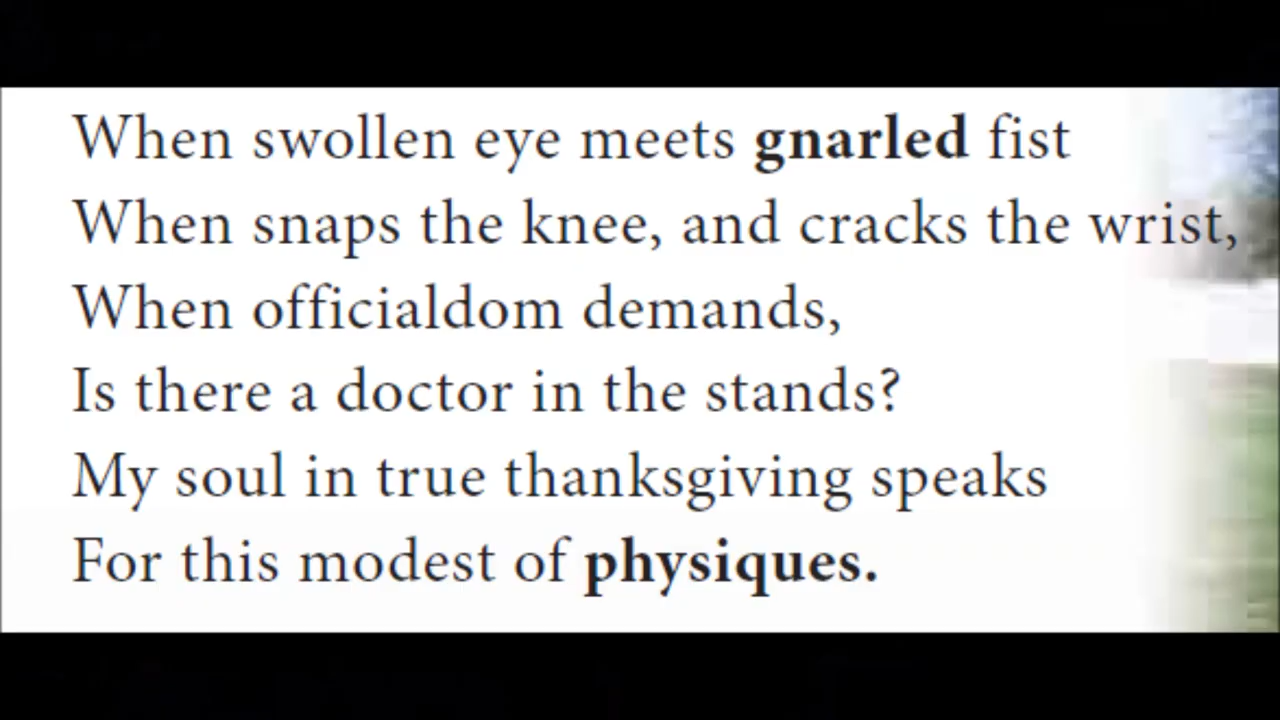 When swollen eye meets gnarled fist
When snaps the knee, and cracks the wrist,
When officialdom demands,
Is there a doctor in the stands?
My soul in true thanksgiving speaks
For this modest of physiques.